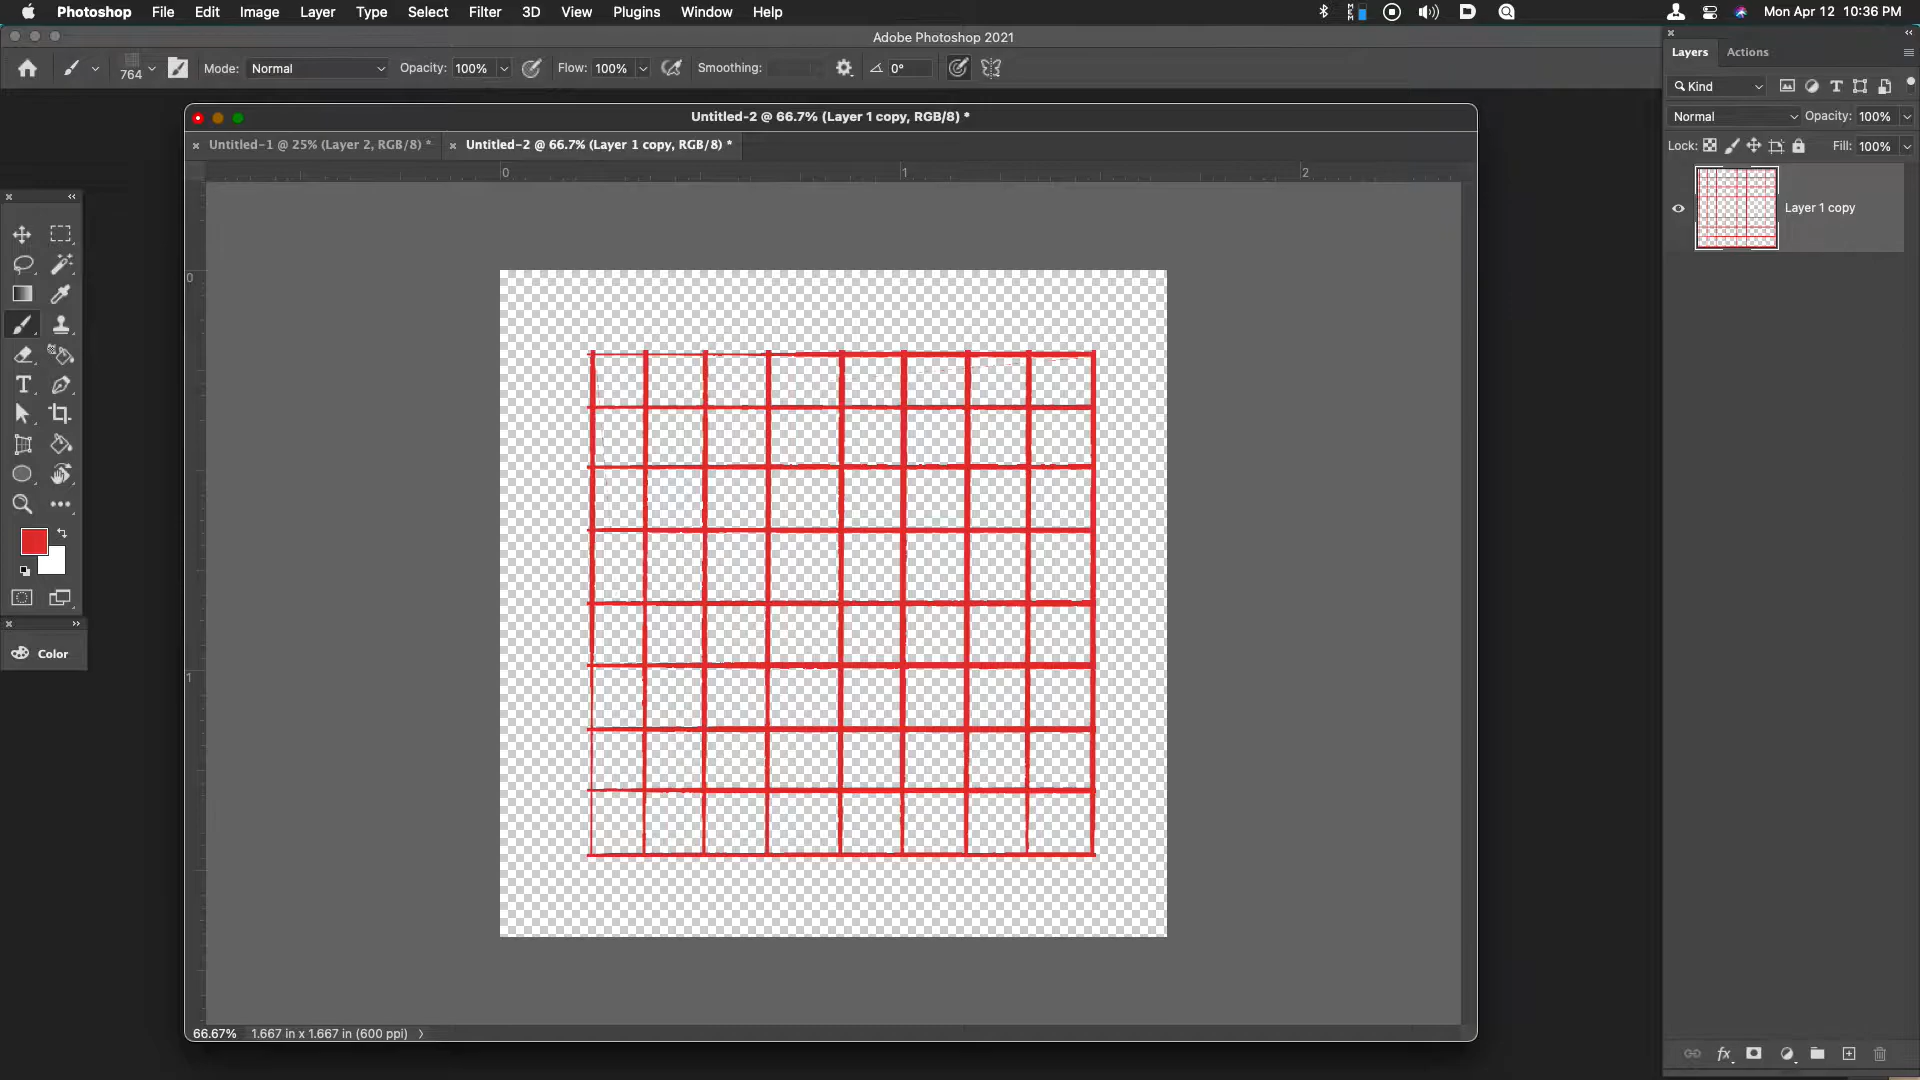 Photoshop File Edit Image Layer Type Select Filter 3D View Plugins Window Help Mon Apr 12 10:36 PM
Adobe Photoshop 2021
Layers Actions
764 Mode: Normal Opacity: 100% Flow: 100% Smoothing: 0°
Kind
Normal Opacity: 100%
Lock: Fill: 100%
Layer 1 copy
Untitled-2 @ 66.7% (Layer 1 copy, RGB/8) *
Untitled-1 @ 25% (Layer 2, RGB/8) * Untitled-2 @ 66.7% (Layer 1 copy, RGB/8) *
0 1 2
0
1
Color
66.67% 1.667 in x 1.667 in (600 ppi)